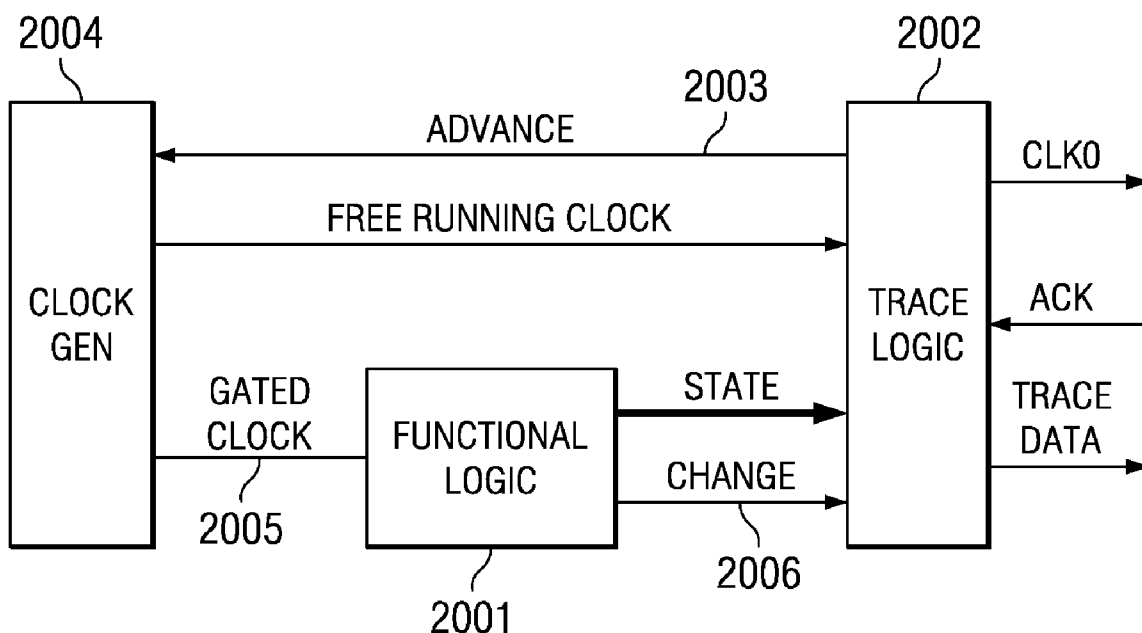 2004
2002
2003
ADVANCE
CLK0
FREE RUNNING CLOCK
CLOCK
GEN
TRACE
LOGIC
ACK
GATED
CLOCK
FUNCTIONAL
LOGIC
STATE
TRACE
DATA
CHANGE
2005
2006
2001